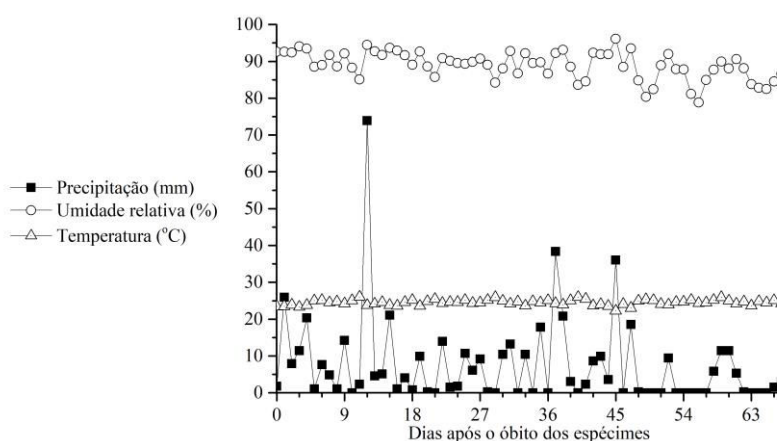 100
90
80
70
60
50
40
30
20
10
0
Precipitação (mm)
Umidade relativa (%)
Temperatura (°C)
0 9 18 27 36 45 54 63
Dias após o óbito dos espécimes